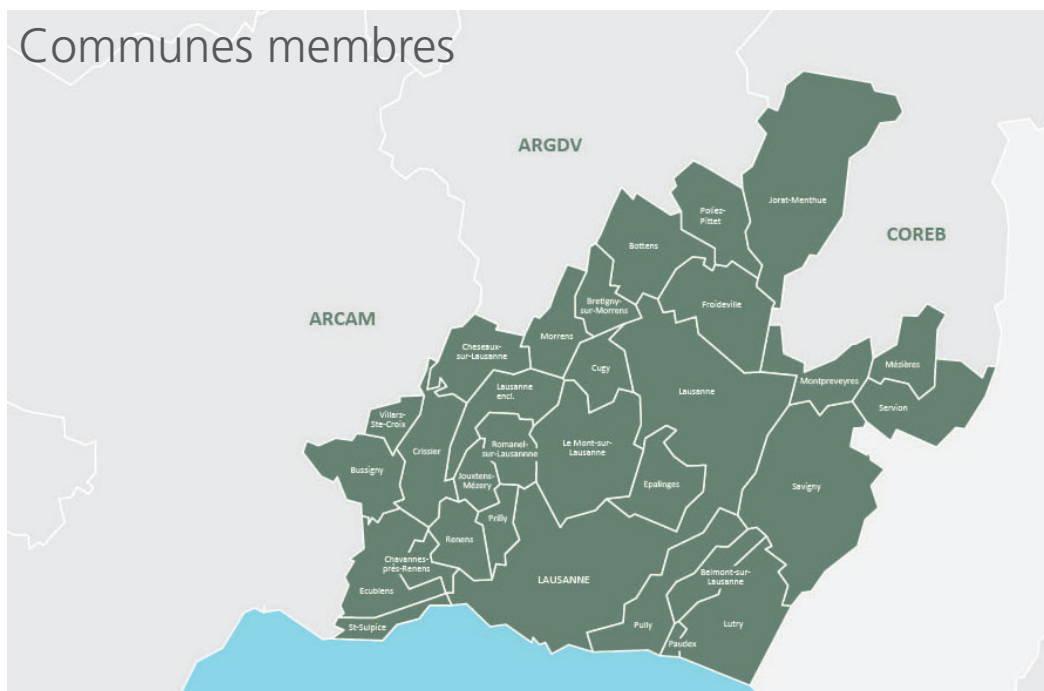 Communes membres
ARGDV
Jorat-Menthue
Poliez-
Pittet
COREB
Bottens
Bretigny-
sur-Morrens
Froideville
ARCAM
Morrens
Cheseaux-
sur-Lausanne
Cugy
Mézières
Montpreveyres
Lausanne
encl.
Lausanne
Servion
Villars-
Ste-Croix
Crissier
Romanel-
sur-Lausannne
Le Mont-sur-
Lausanne
Bussigny
Jouxtens-
Mézery
Epalinges
Savigny
Prilly
Renens
Chavannes-
prés-Renens
LAUSANNE
Belmont-sur-
Lausanne
Ecublens
St-Sulpice
Pully
Lutry
Paudex